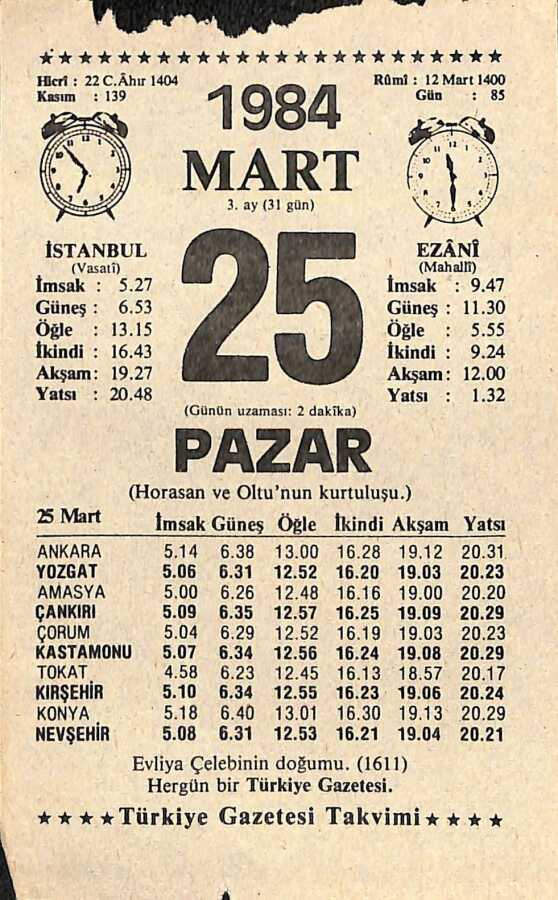 ★★★★★★★★★★★★★★★★★★★★★★★
Hicrî : 22 C.Âhır 1404
Kasım : 139
Rûmî : 12 Mart 1400
Gün : 85
1984
MART
3. ay (31 gün)
İSTANBUL
(Vasatî)
İmsak : 5.27
Güneş : 6.53
Öğle : 13.15
İkindi : 16.43
Akşam: 19.27
Yatsı : 20.48
25
(Günün uzaması: 2 dakîka)
EZÂNÎ
(Mahallî)
İmsak : 9.47
Güneş : 11.30
Öğle : 5.55
İkindi : 9.24
Akşam: 12.00
Yatsı : 1.32
PAZAR
(Horasan ve Oltu'nun kurtuluşu.)
25 Mart İmsak Güneş Öğle İkindi Akşam Yatsı
ANKARA 5.14 6.38 13.00 16.28 19.12 20.31
YOZGAT 5.06 6.31 12.52 16.20 19.03 20.23
AMASYA 5.00 6.26 12.48 16.16 19.00 20.20
ÇANKIRI 5.09 6.35 12.57 16.25 19.09 20.29
ÇORUM 5.04 6.29 12.52 16.19 19.03 20.23
KASTAMONU 5.07 6.34 12.56 16.24 19.08 20.29
TOKAT 4.58 6.23 12.45 16.13 18.57 20.17
KIRŞEHİR 5.10 6.34 12.55 16.23 19.06 20.24
KONYA 5.18 6.40 13.01 16.30 19.13 20.29
NEVŞEHİR 5.08 6.31 12.53 16.21 19.04 20.21
Evliya Çelebinin doğumu. (1611)
Hergün bir Türkiye Gazetesi.
★★★★Türkiye Gazetesi Takvimi★★★★